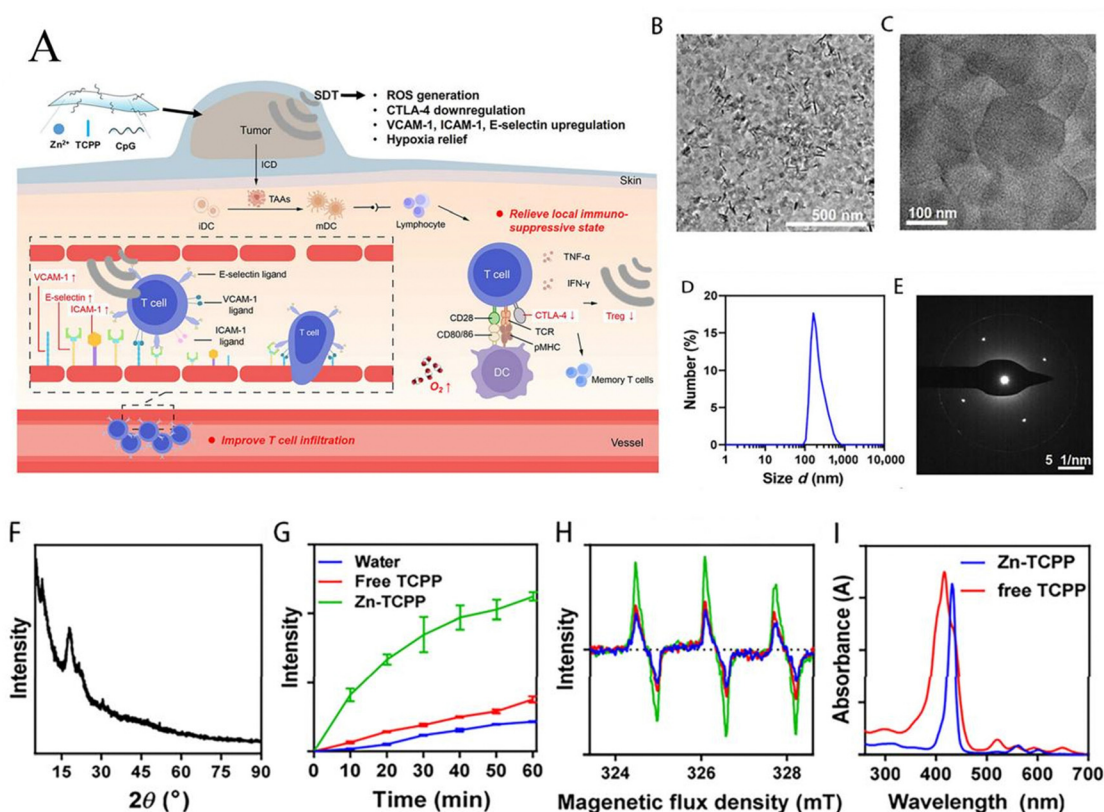 A
Zn²⁺
TCPP
CpG
Tumor
SDT
• ROS generation
• CTLA-4 downregulation
• VCAM-1, ICAM-1, E-selectin upregulation
• Hypoxia relief
ICD
Skin
TAAs
iDC
mDC
Lymphocyte
• Relieve local immuno-
suppressive state
VCAM-1 ↑
E-selectin ↑
ICAM-1 ↑
T cell
E-selectin ligand
VCAM-1
ligand
ICAM-1
ligand
T cell
T cell
TNF-α
IFN-γ
CD28
CD80/86
CTLA-4 ↓
TCR
pMHC
Treg ↓
DC
O₂ ↑
Memory T cells
• Improve T cell infiltration
Vessel
B
500 nm
C
100 nm
D
Number (%)
20
15
10
5
0
1
10
100
1,000
10,000
Size d (nm)
E
5 1/nm
F
Intensity
15
30
45
60
75
90
2θ (°)
G
Water
Free TCPP
Zn-TCPP
Intensity
0
10
20
30
40
50
60
Time (min)
H
Intensity
324
326
328
Magenetic flux density (mT)
I
Zn-TCPP
free TCPP
Absorbance (A)
300
400
500
600
700
Wavelength (nm)